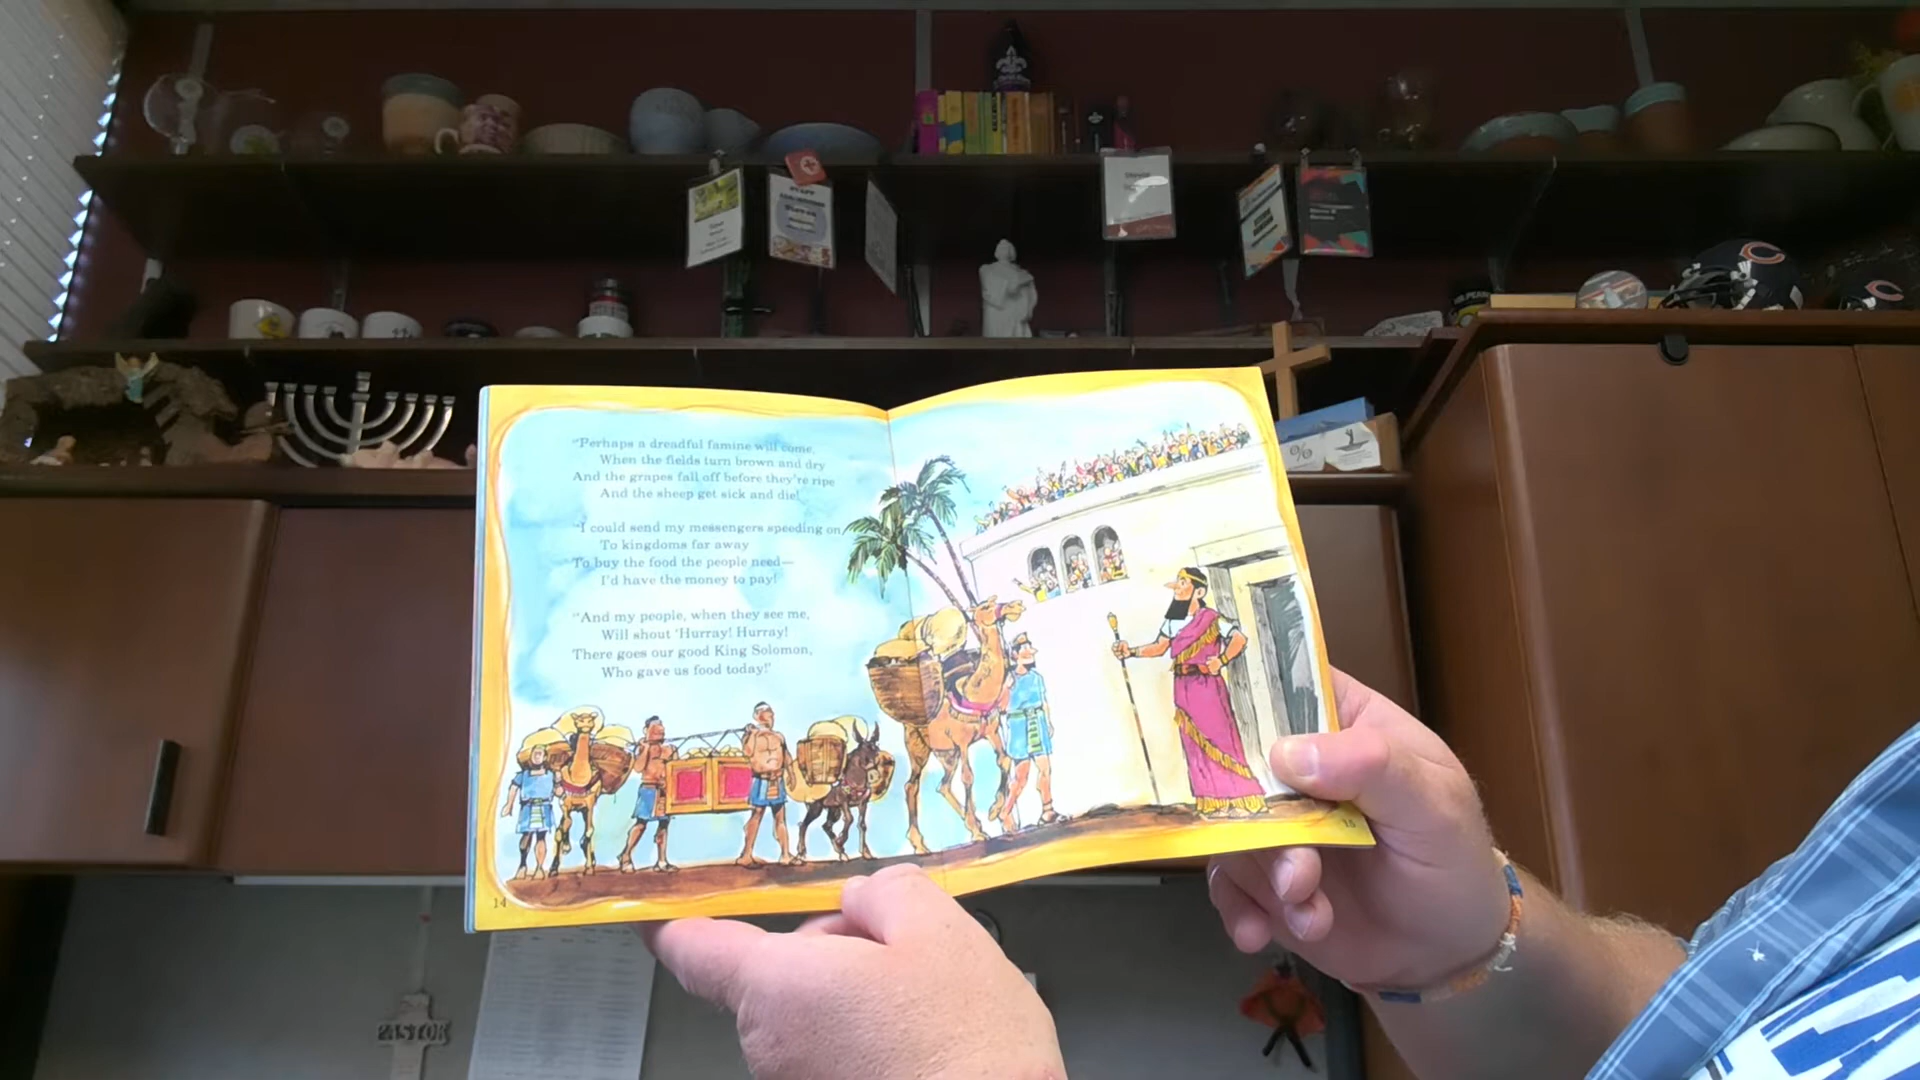 "Perhaps a dreadful famine will come,
When the fields turn brown and dry
And the grapes fall off before they're ripe
And the sheep get sick and die!
"I could send my messengers speeding on
To kingdoms far away
To buy the food the people need—
I'd have the money to pay!
"And my people, when they see me,
Will shout 'Hurray! Hurray!
There goes our good King Solomon,
Who gave us food today!'
14
15
PASTOR
%